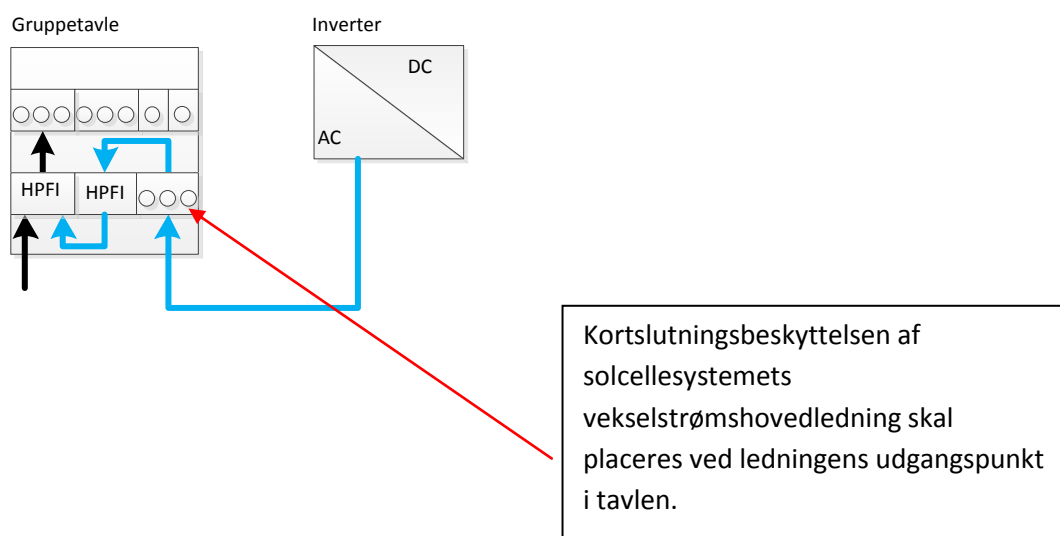 Gruppetavle
Inverter
DC
AC
HPFI
HPFI
Kortslutningsbeskyttelsen af
solcellesystemets
vekselstrømshovedledning skal
placeres ved ledningens udgangspunkt
i tavlen.